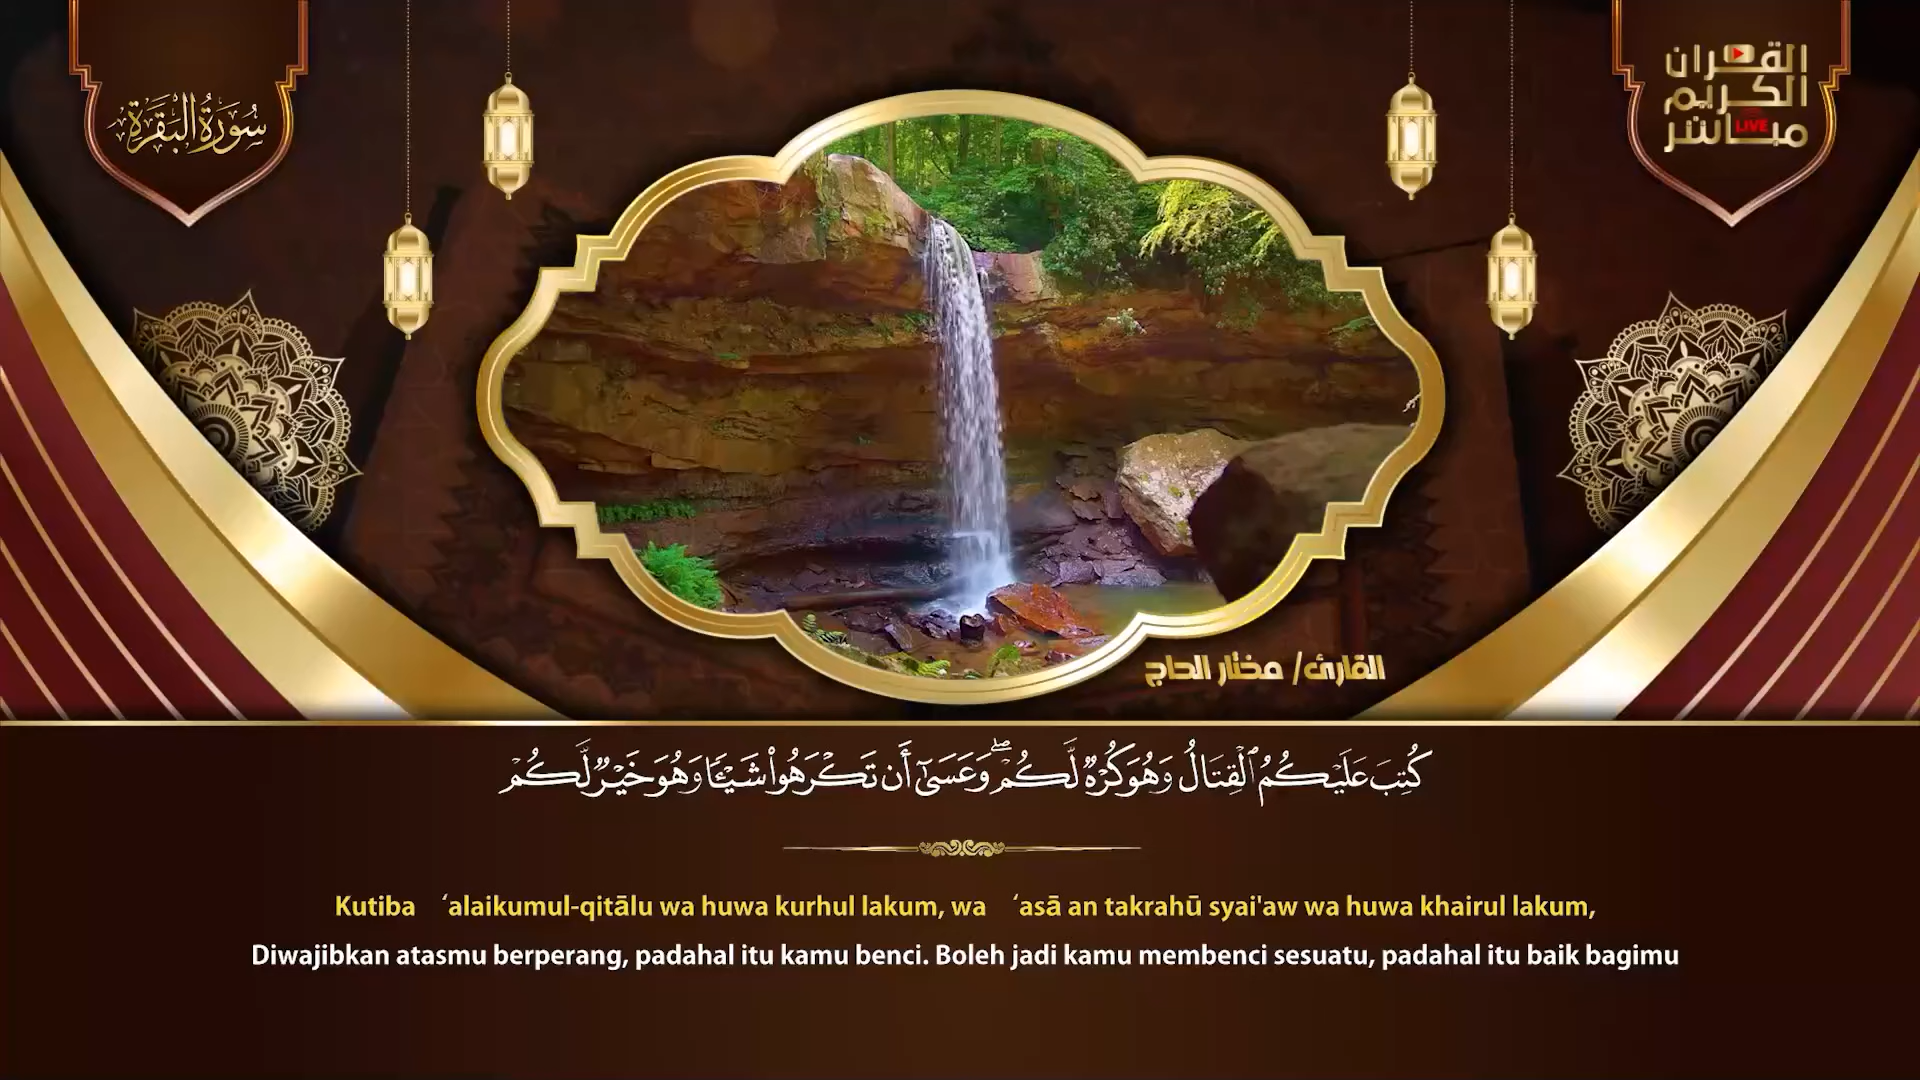 سُورَةُ البَقَرَة
القرآن
الكريم
مباشر
LIVE
القارئ/ مختار الحاج
كُتِبَ عَلَيْكُمُ ٱلْقِتَالُ وَهُوَ كُرْهٌ لَّكُمْ ۖ وَعَسَىٰٓ أَن تَكْرَهُوا۟ شَيْـًٔا وَهُوَ خَيْرٌ لَّكُمْ
Kutiba ‘alaikumul-qitālu wa huwa kurhul lakum, wa ‘asā an takrahū syai'aw wa huwa khairul lakum,
Diwajibkan atasmu berperang, padahal itu kamu benci. Boleh jadi kamu membenci sesuatu, padahal itu baik bagimu